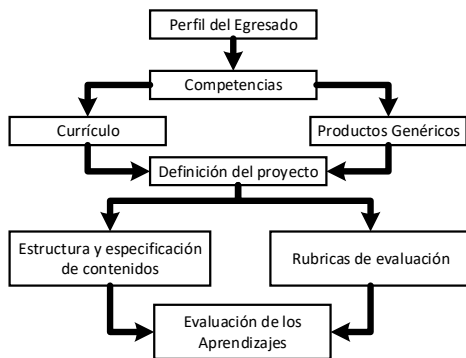 Perfil del Egresado
Competencias
Currículo
Productos Genéricos
Definición del proyecto
Estructura y especificación
de contenidos
Rubricas de evaluación
Evaluación de los
Aprendizajes